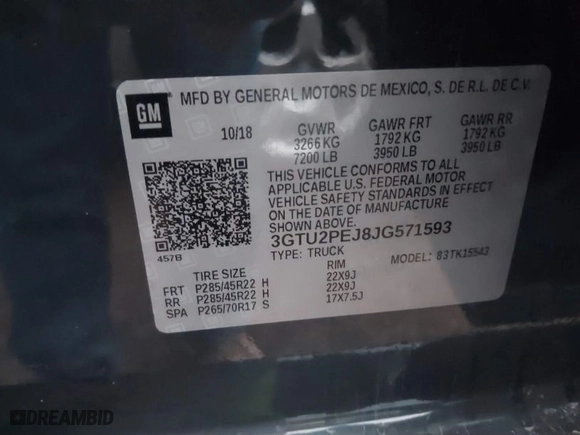 MFD BY GENERAL MOTORS DE MEXICO, S. DE R.L. DE C.V.
GM
10/18 GVWR GAWR FRT GAWR RR
3266 KG 1792 KG 1792 KG
7200 LB 3950 LB 3950 LB
THIS VEHICLE CONFORMS TO ALL
APPLICABLE U.S. FEDERAL MOTOR
VEHICLE SAFETY STANDARDS IN EFFECT
ON THE DATE OF MANUFACTURE
SHOWN ABOVE.
3GTU2PEJ8JG571593
457B
TYPE: TRUCK MODEL: 83TK15543
TIRE SIZE RIM
FRT P285/45R22 H 22X9J
RR P285/45R22 H 22X9J
SPA P265/70R17 S 17X7.5J
DREAMBID